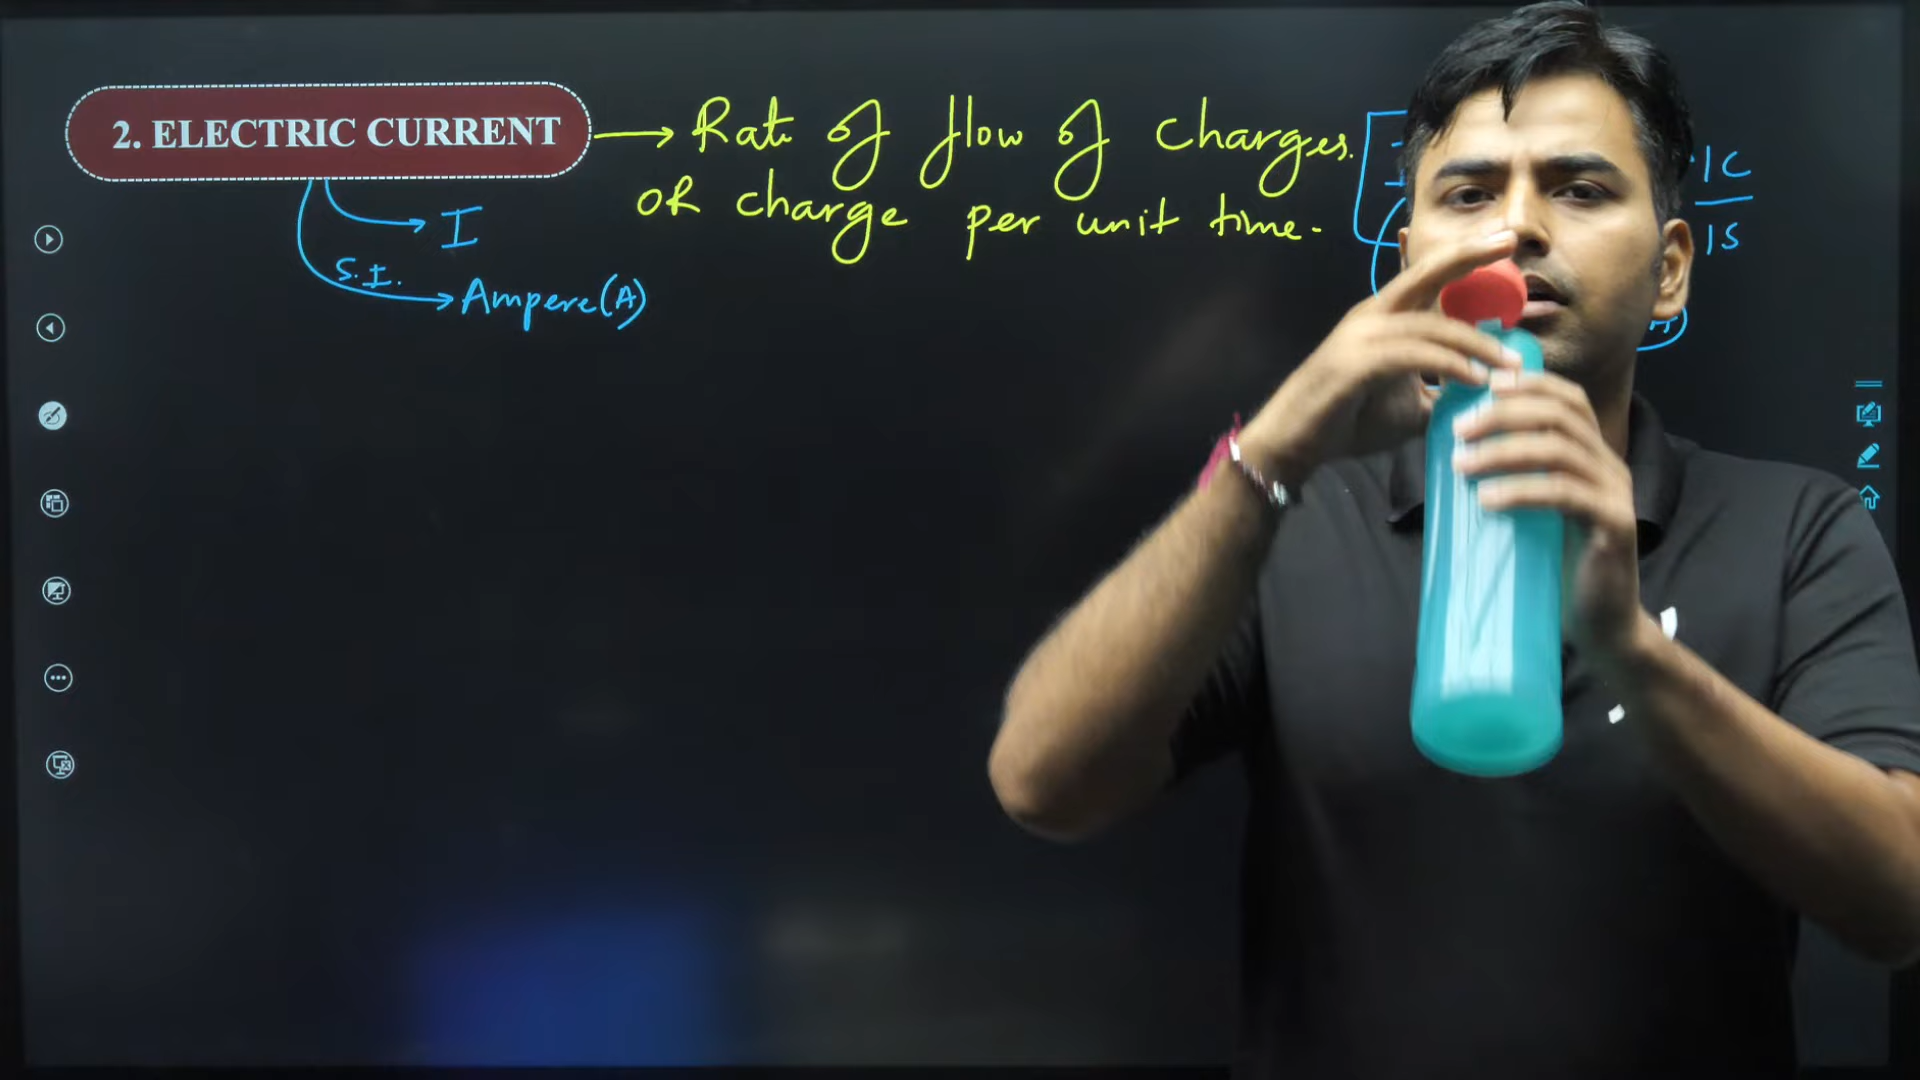 2. ELECTRIC CURRENT → Rate of flow of charges.
OR charge per unit time.
I
S.I.
Ampere(A)
1C
1S